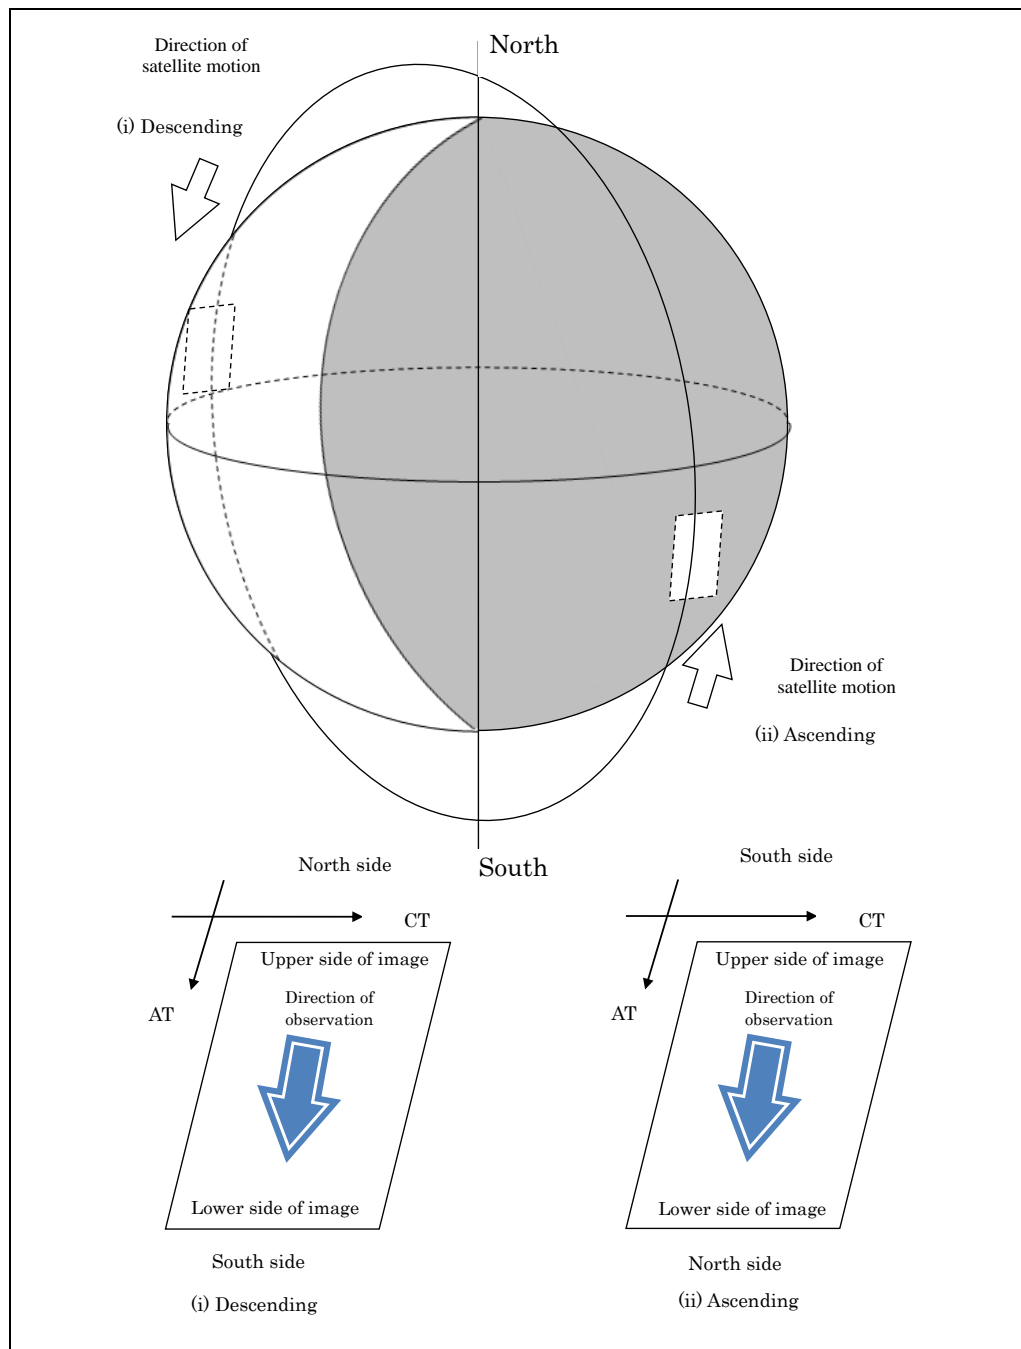 North
Direction of
satellite motion
(i) Descending
Direction of
satellite motion
(ii) Ascending
South
North side
CT
Upper side of image
Direction of
observation
AT
Lower side of image
South side
(i) Descending
South side
CT
Upper side of image
Direction of
observation
AT
Lower side of image
North side
(ii) Ascending